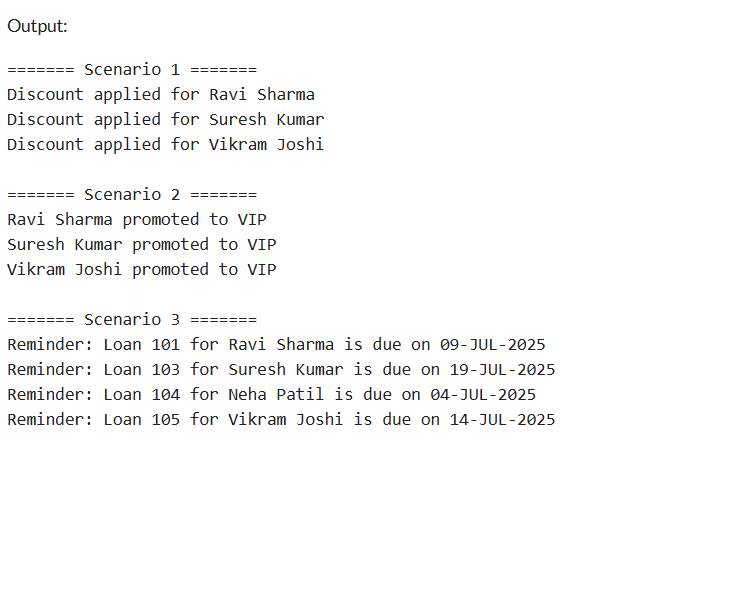 Output:
======= Scenario 1 =======
Discount applied for Ravi Sharma
Discount applied for Suresh Kumar
Discount applied for Vikram Joshi
======= Scenario 2 =======
Ravi Sharma promoted to VIP
Suresh Kumar promoted to VIP
Vikram Joshi promoted to VIP
======= Scenario 3 =======
Reminder: Loan 101 for Ravi Sharma is due on 09-JUL-2025
Reminder: Loan 103 for Suresh Kumar is due on 19-JUL-2025
Reminder: Loan 104 for Neha Patil is due on 04-JUL-2025
Reminder: Loan 105 for Vikram Joshi is due on 14-JUL-2025